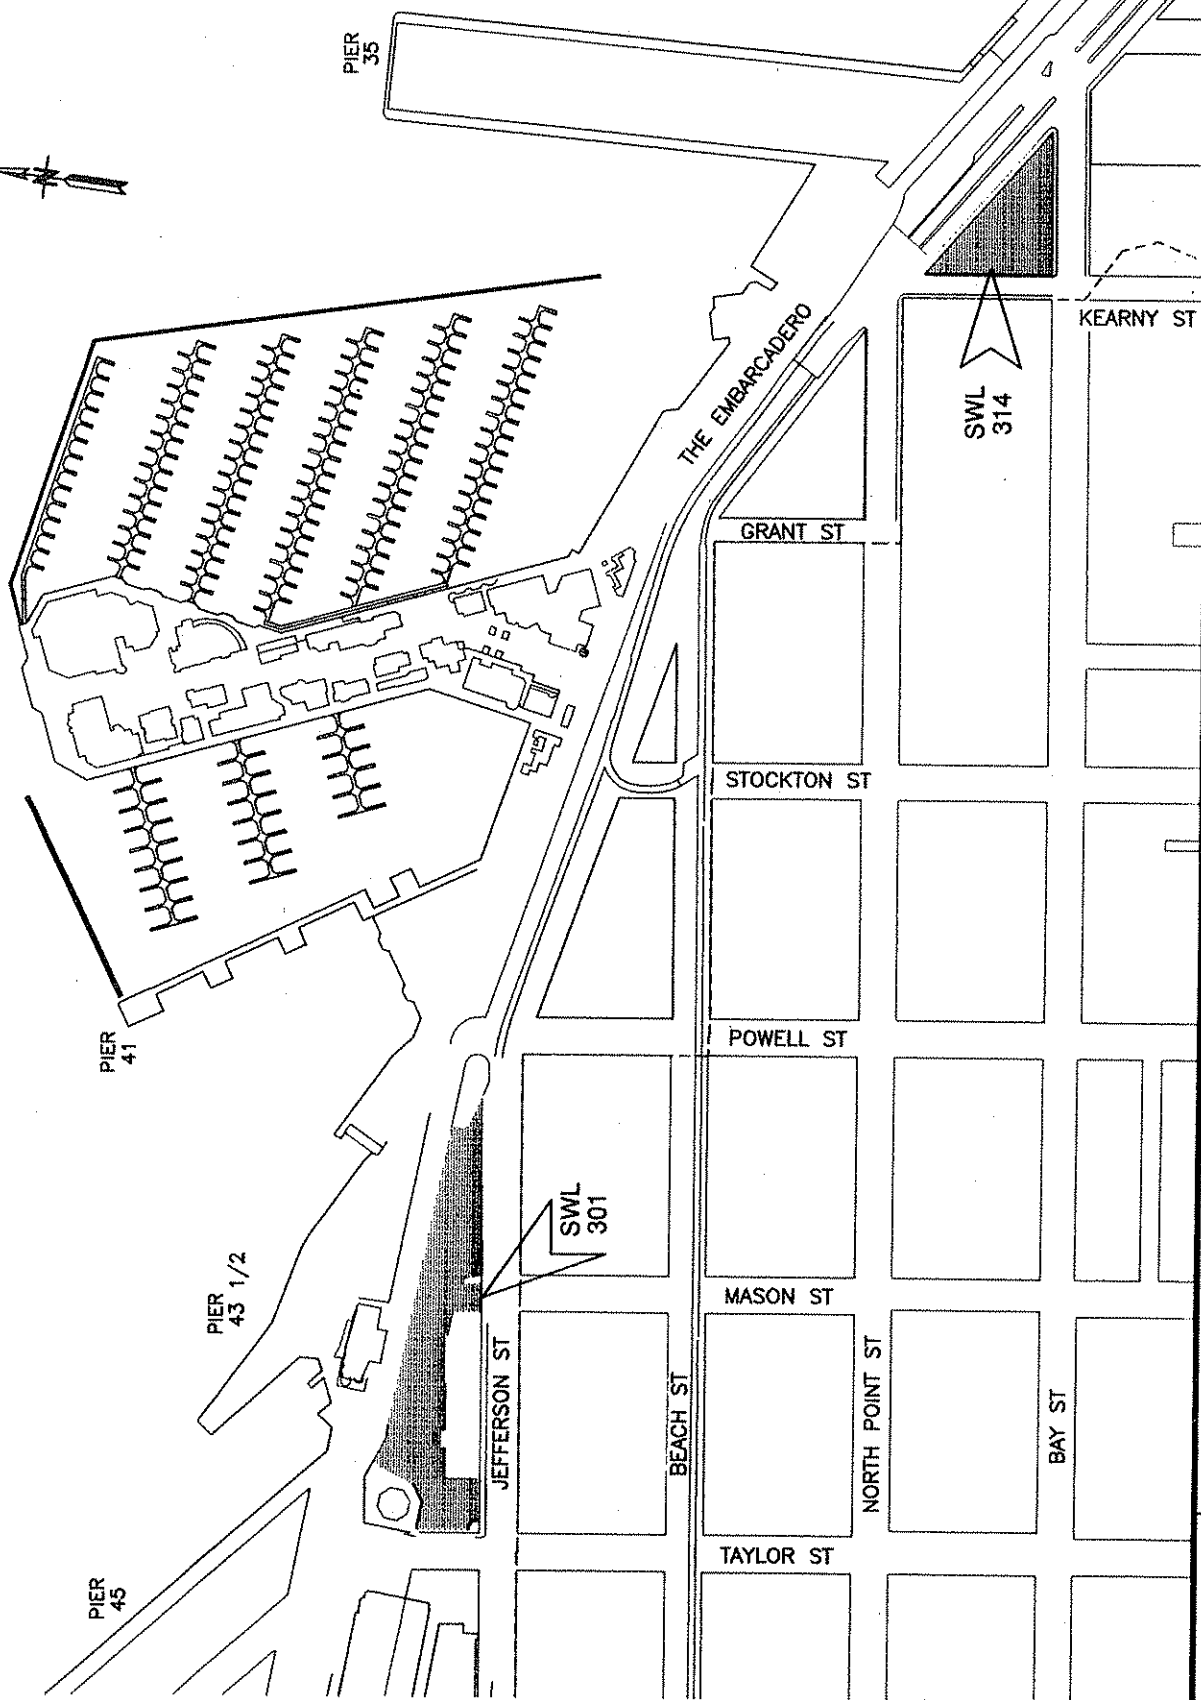 PIER
35
N
THE EMBARCADERO
KEARNY ST
SWL
314
GRANT ST
STOCKTON ST
PIER
41
POWELL ST
PIER
43 1/2
SWL
301
MASON ST
JEFFERSON ST
BEACH ST
NORTH POINT ST
BAY ST
PIER
45
TAYLOR ST